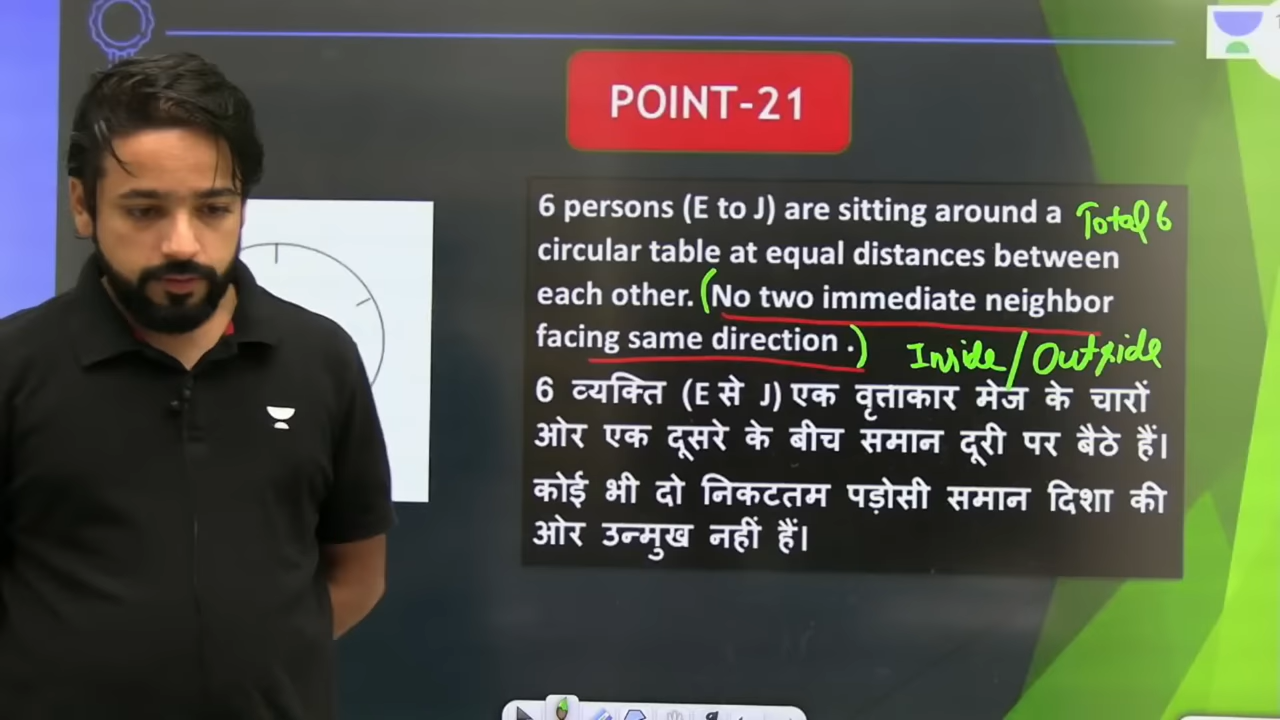 POINT-21
6 persons (E to J) are sitting around a Total 6
circular table at equal distances between
each other. (No two immediate neighbor
facing same direction .) Inside/Outside
6 व्यक्ति (E से J) एक वृत्ताकार मेज के चारों
ओर एक दूसरे के बीच समान दूरी पर बैठे हैं।
कोई भी दो निकटतम पड़ोसी समान दिशा की
ओर उन्मुख नहीं हैं।